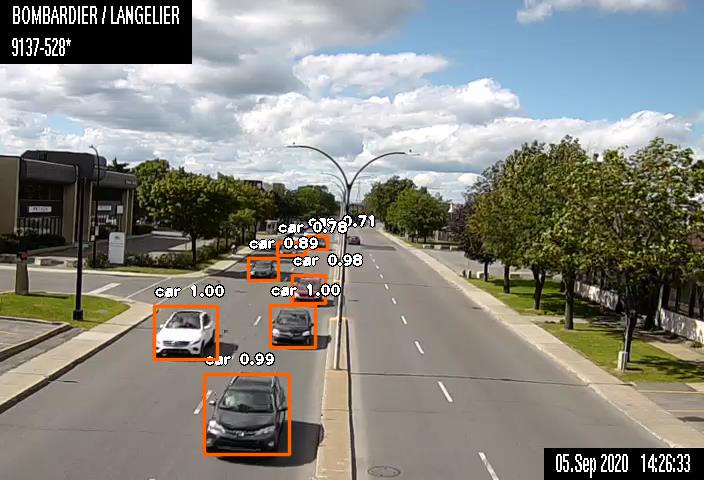 BOMBARDIER / LANGELIER
9137-528*
car 0.71
car 0.78
car 0.89
car 0.98
car 1.00
car 1.00
car 0.99
05.Sep 2020 14:26:33